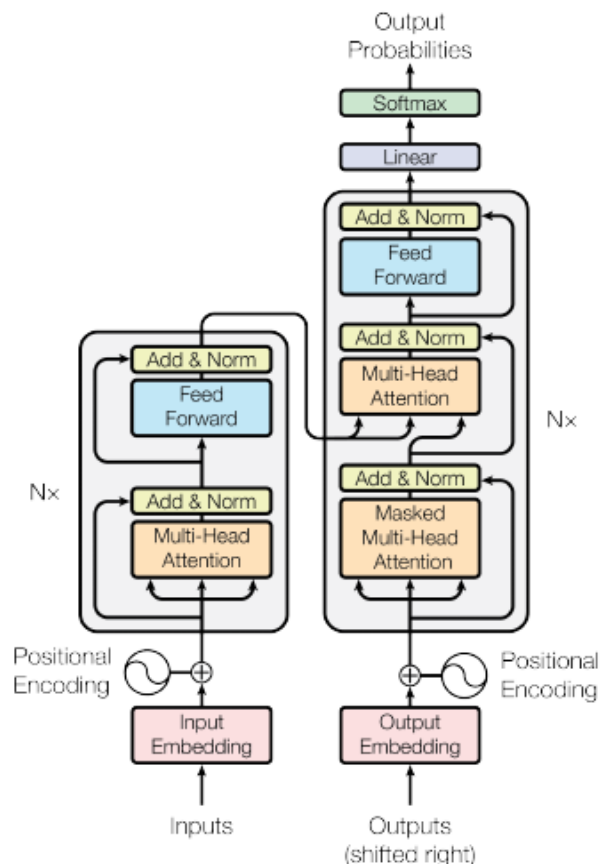 Output
Probabilities
Softmax
Linear
Add & Norm
Feed
Forward
Add & Norm
Multi-Head
Attention
Nx
Add & Norm
Masked
Multi-Head
Attention
Add & Norm
Feed
Forward
Nx
Add & Norm
Multi-Head
Attention
Positional
Encoding
Positional
Encoding
Input
Embedding
Output
Embedding
Inputs
Outputs
(shifted right)